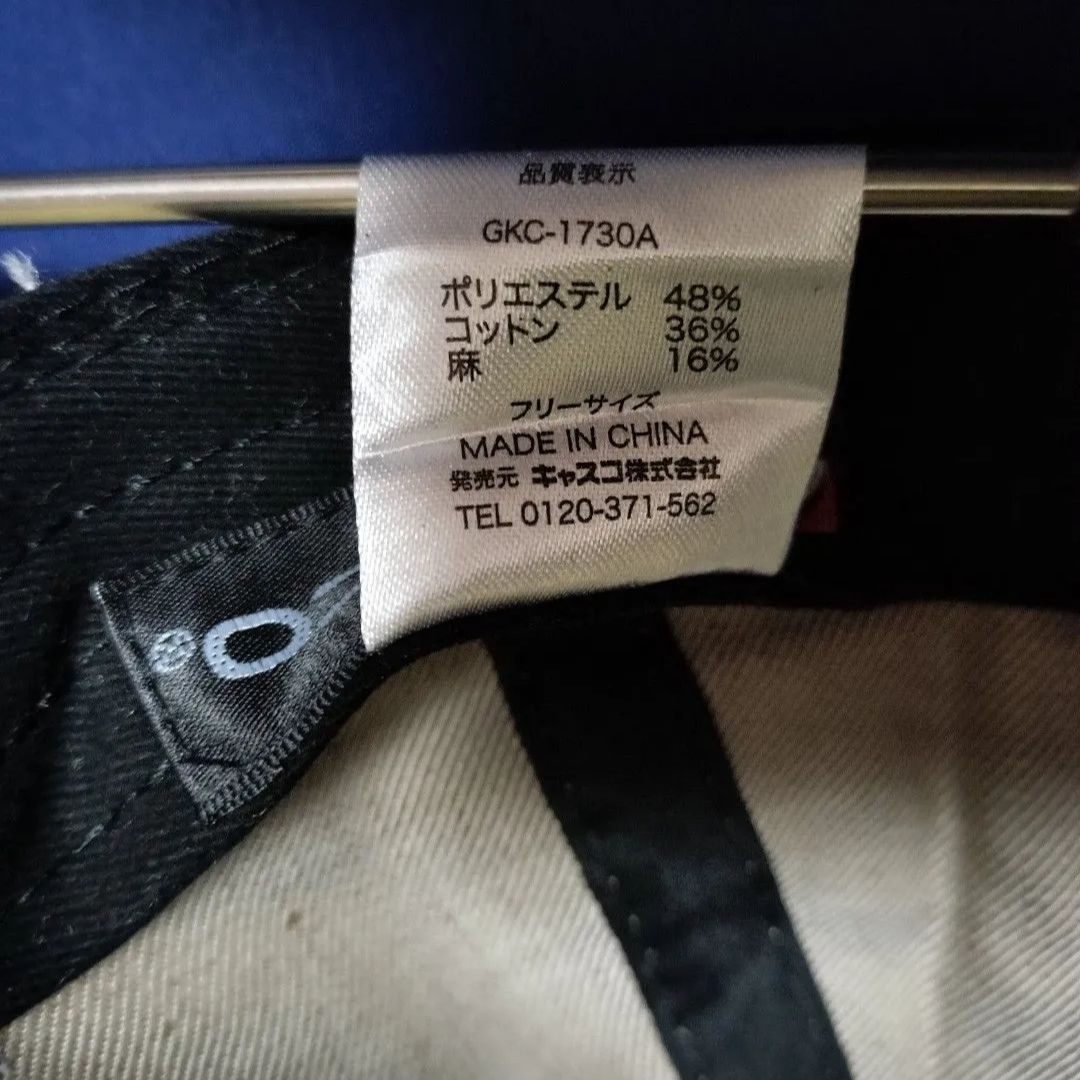 品質表示
GKC-1730A
ポリエステル 48%
コットン 36%
麻 16%
フリーサイズ
MADE IN CHINA
発売元 キャスコ株式会社
TEL 0120-371-562